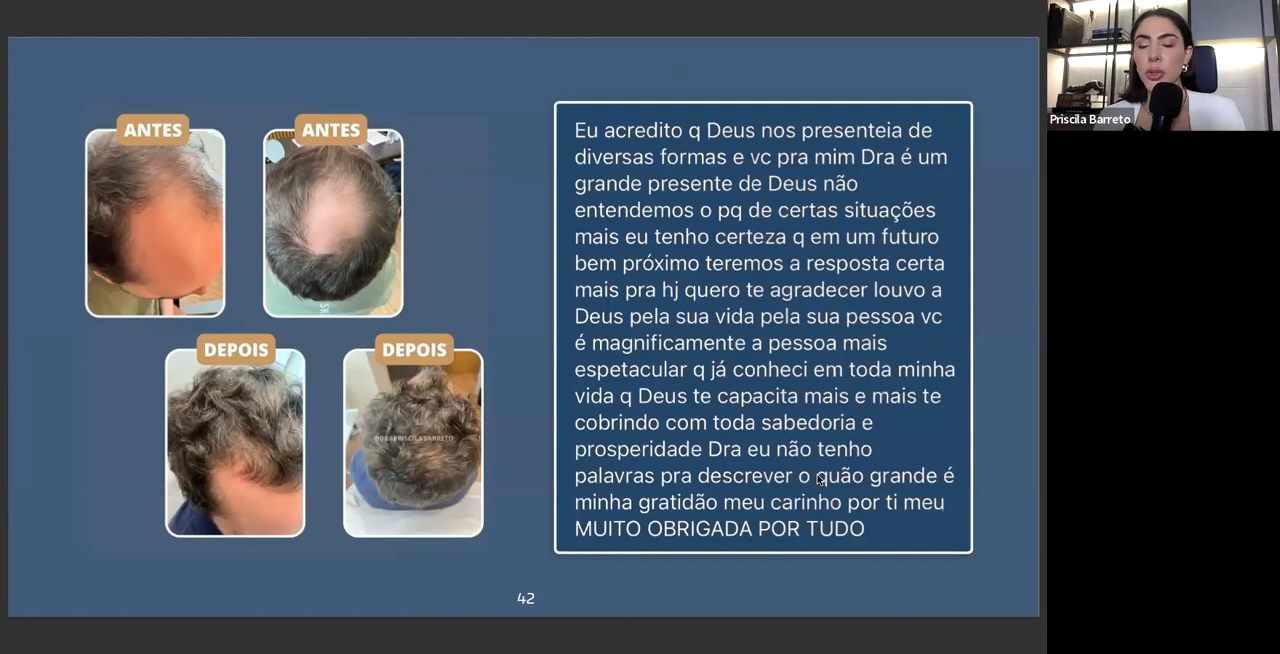 ANTES
ANTES
DEPOIS
DEPOIS
@DRAPRISCILABARRETO
Eu acredito q Deus nos presenteia de
diversas formas e vc pra mim Dra é um
grande presente de Deus não
entendemos o pq de certas situações
mais eu tenho certeza q em um futuro
bem próximo teremos a resposta certa
mais pra hj quero te agradecer louvo a
Deus pela sua vida pela sua pessoa vc
é magnificamente a pessoa mais
espetacular q já conheci em toda minha
vida q Deus te capacita mais e mais te
cobrindo com toda sabedoria e
prosperidade Dra eu não tenho
palavras pra descrever o quão grande é
minha gratidão meu carinho por ti meu
MUITO OBRIGADA POR TUDO
42
Priscila Barreto